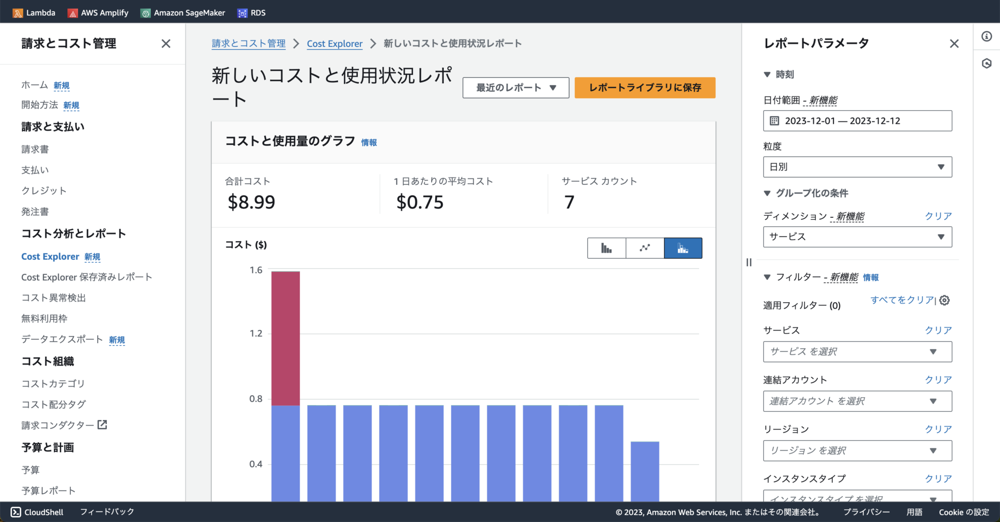 Lambda AWS Amplify Amazon SageMaker RDS
請求とコスト管理
ホーム 新規
開始方法 新規
請求と支払い
請求書
支払い
クレジット
発注書
コスト分析とレポート
Cost Explorer 新規
Cost Explorer 保存済みレポート
コスト異常検出
無料利用枠
データエクスポート 新規
コスト組織
コストカテゴリ
コスト配分タグ
請求コンダクター
予算と計画
予算
予算レポート
請求とコスト管理 Cost Explorer 新しいコストと使用状況レポート
新しいコストと使用状況レポ
ート
最近のレポート
レポートライブラリに保存
コストと使用量のグラフ 情報
合計コスト
$8.99
1 日あたりの平均コスト
$0.75
サービス カウント
7
コスト ($)
1.6
1.2
0.8
0.4
レポートパラメータ
時刻
日付範囲 - 新機能
2023-12-01 — 2023-12-12
粒度
日別
グループ化の条件
ディメンション - 新機能 クリア
サービス
フィルター - 新機能 情報
適用フィルター (0) すべてをクリア|
サービス クリア
サービス を選択
連結アカウント クリア
連結アカウント を選択
リージョン クリア
リージョン を選択
インスタンスタイプ クリア
インスタンスタイプ を選択
CloudShell フィードバック © 2023, Amazon Web Services, Inc. またはその関連会社。 プライバシー 用語 Cookie の設定